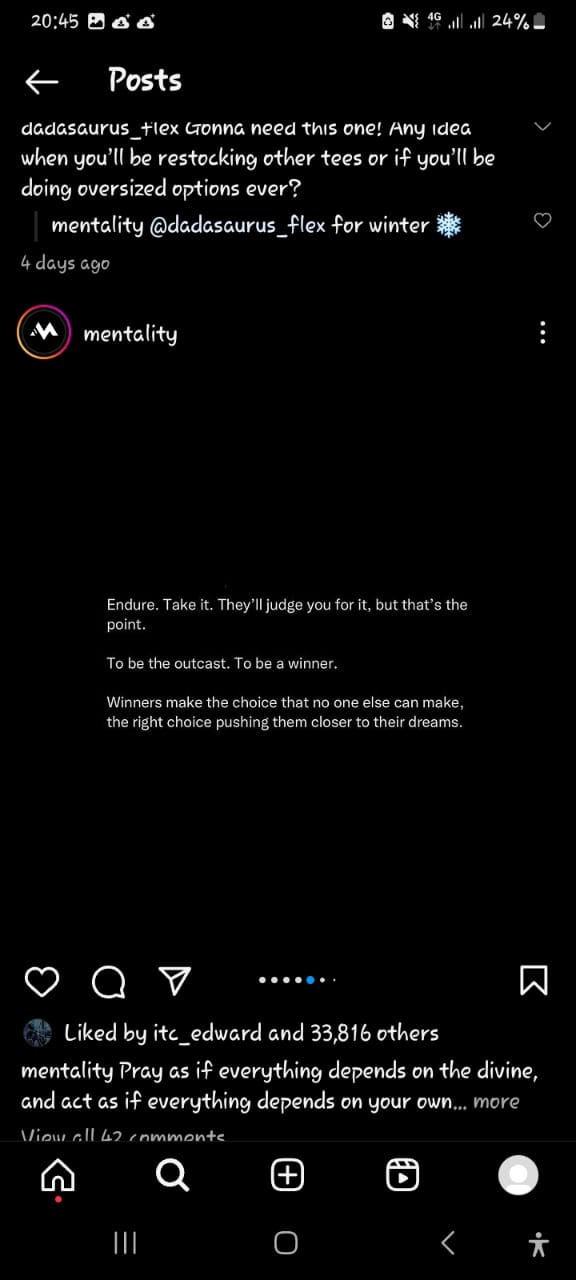 20:45
4G
24%
Posts
dadasaurus_flex Gonna need this one! Any idea
when you'll be restocking other tees or if you'll be
doing oversized options ever?
mentality @dadasaurus_flex for winter ❄️
4 days ago
mentality
Endure. Take it. They'll judge you for it, but that's the
point.
To be the outcast. To be a winner.
Winners make the choice that no one else can make,
the right choice pushing them closer to their dreams.
Liked by itc_edward and 33,816 others
mentality Pray as if everything depends on the divine,
and act as if everything depends on your own... more
View all 42 comments